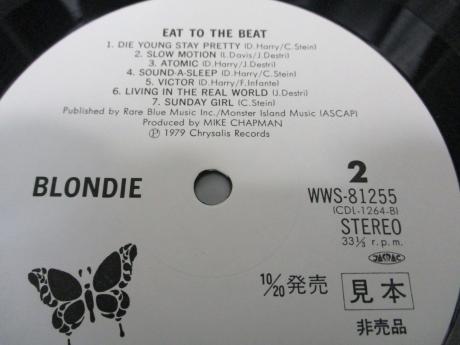 EAT TO THE BEAT
1. DIE YOUNG STAY PRETTY (D.Harry/C.Stein)
2. SLOW MOTION (L.Davis/J.Destri)
3. ATOMIC (D.Harry/J.Destri)
4. SOUND-A-SLEEP (D.Harry/C.Stein)
5. VICTOR (D.Harry/F.Infante)
6. LIVING IN THE REAL WORLD (J.Destri)
7. SUNDAY GIRL (C.Stein)
Published by Rare Blue Music Inc./Monster Island Music (ASCAP)
Produced by MIKE CHAPMAN
Ⓟ 1979 Chrysalis Records
BLONDIE
2
WWS-81255
(CDL-1264-B)
STEREO
33⅓ r.p.m.
JASRAC
10/20発売
見本
非売品